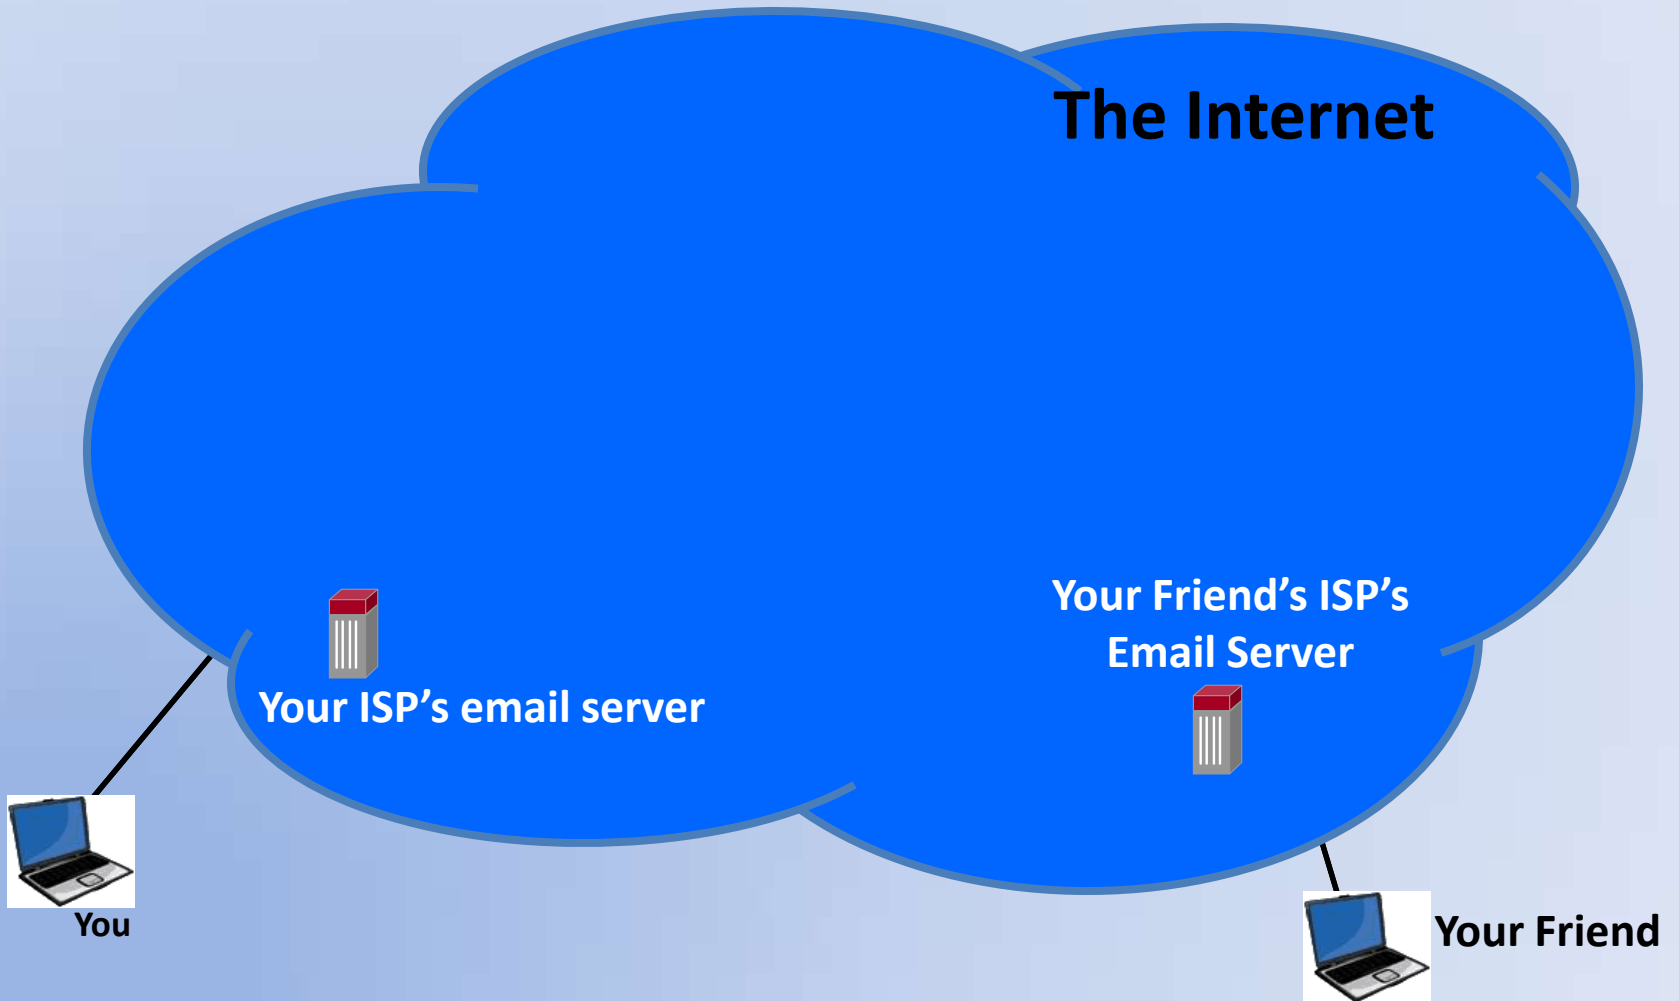 The Internet
Your Friend’s ISP’s
Email Server
Your ISP’s email server
You
Your Friend